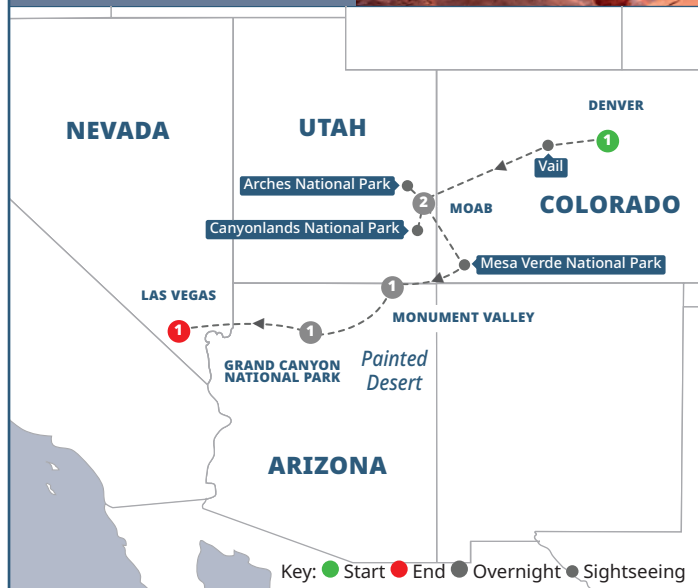 DENVER
NEVADA
UTAH
1
Vail
Arches National Park
2
MOAB
COLORADO
Canyonlands National Park
Mesa Verde National Park
LAS VEGAS
1
MONUMENT VALLEY
1
1
GRAND CANYON
NATIONAL PARK
Painted
Desert
ARIZONA
Key: Start End Overnight Sightseeing